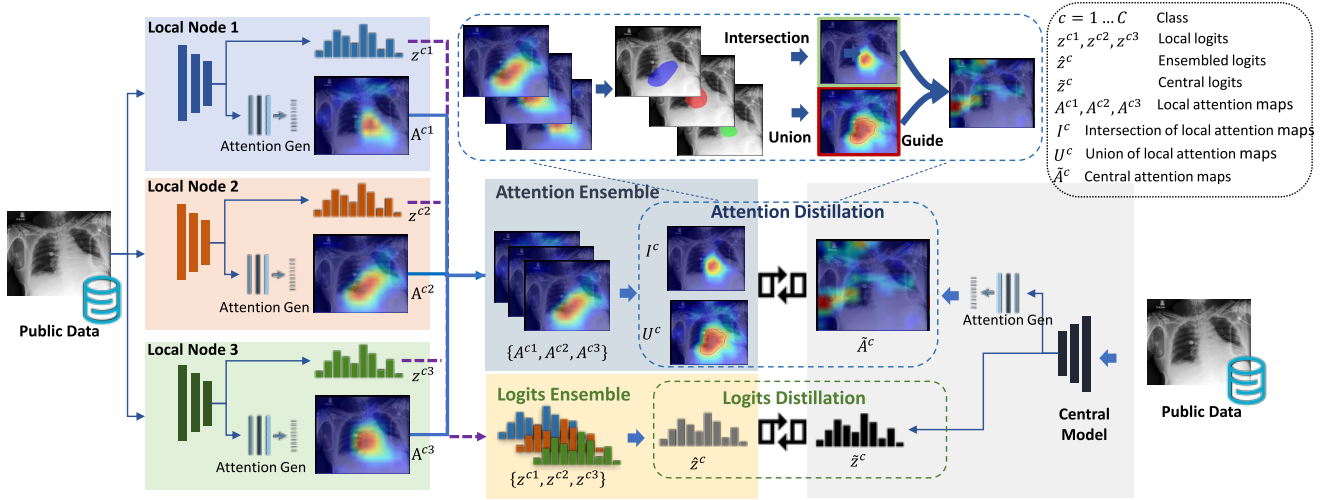 Local Node 1
z^{c1}
Attention Gen
A^{c1}
Local Node 2
z^{c2}
Attention Gen
A^{c2}
Local Node 3
z^{c3}
Attention Gen
A^{c3}
Public Data
Intersection
Union
Guide
c = 1 … C Class
z^{c1}, z^{c2}, z^{c3} Local logits
ẑ^c Ensembled logits
z̃^c Central logits
A^{c1}, A^{c2}, A^{c3} Local attention maps
I^c Intersection of local attention maps
U^c Union of local attention maps
Ã^c Central attention maps
Attention Ensemble
{A^{c1}, A^{c2}, A^{c3}}
Attention Distillation
I^c
U^c
Ã^c
Attention Gen
Logits Ensemble
{z^{c1}, z^{c2}, z^{c3}}
Logits Distillation
ẑ^c
z̃^c
Central
Model
Public Data